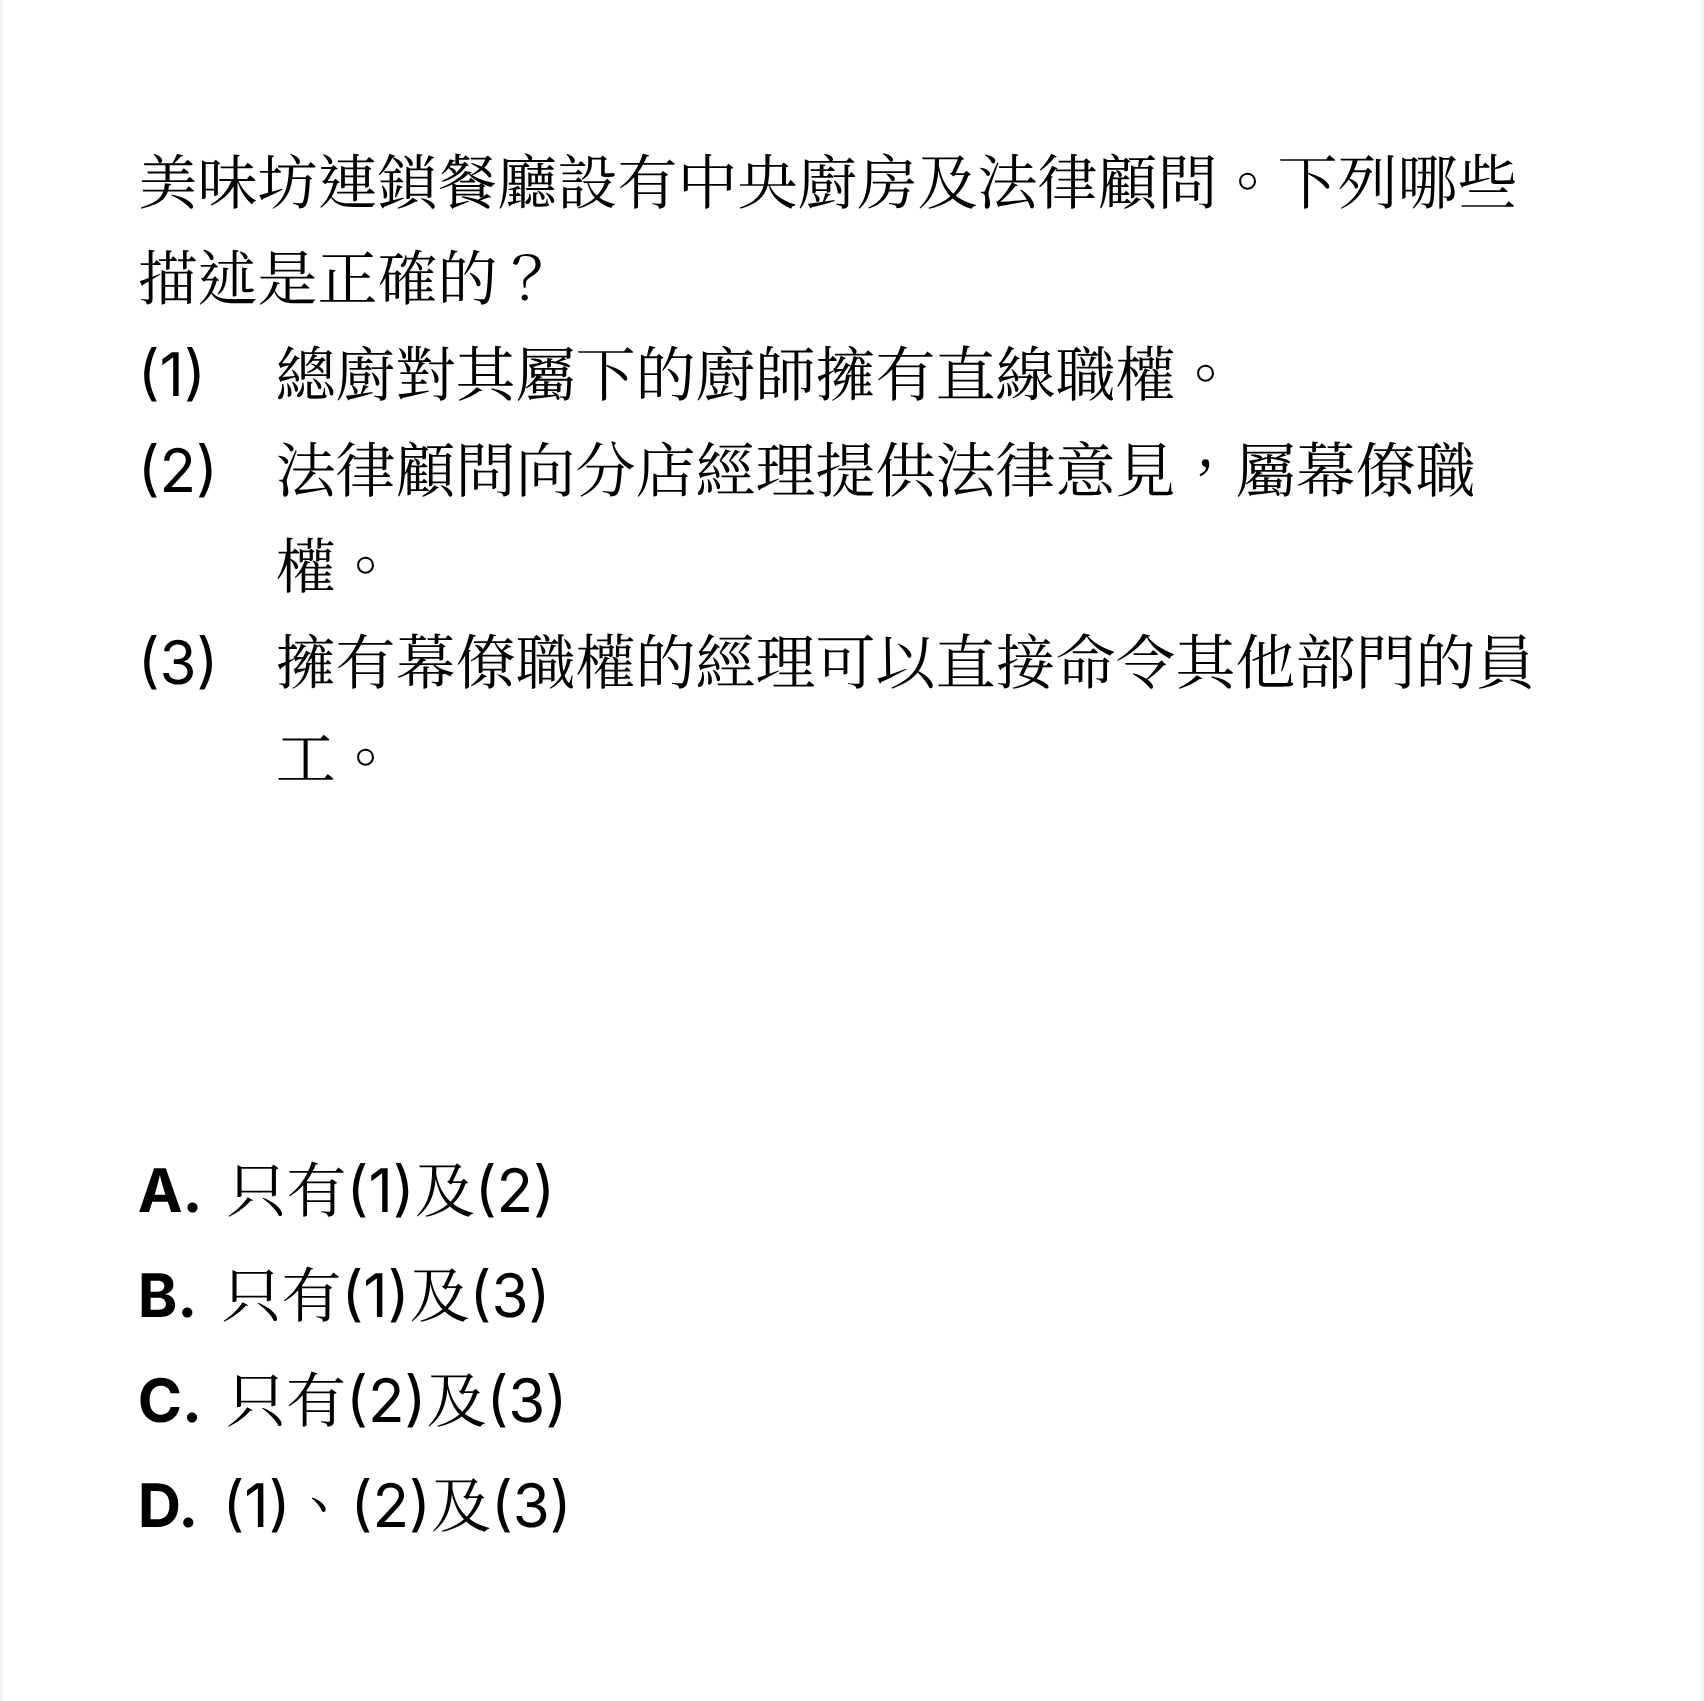 美味坊連鎖餐廳設有中央廚房及法律顧問。下列哪些
描述是正確的？
(1) 總廚對其屬下的廚師擁有直線職權。
(2) 法律顧問向分店經理提供法律意見，屬幕僚職
權。
(3) 擁有幕僚職權的經理可以直接命令其他部門的員
工。
A. 只有(1)及(2)
B. 只有(1)及(3)
C. 只有(2)及(3)
D. (1)、(2)及(3)